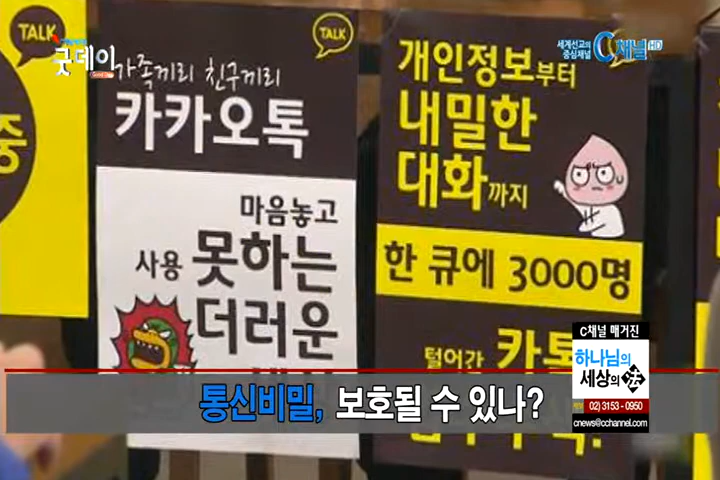 TALK
굿데이
TALK
세계선교의
중심채널
C채널 HD
중
가족끼리 친구끼리
카카오톡
마음놓고
사용 못하는
더러운
개인정보부터
내밀한
대화까지
한 큐에 3000명
털어간 카톡
C채널 매거진
하나님의
세상의 法
02) 3153 - 0950
cnews@cchannel.com
통신비밀, 보호될 수 있나?